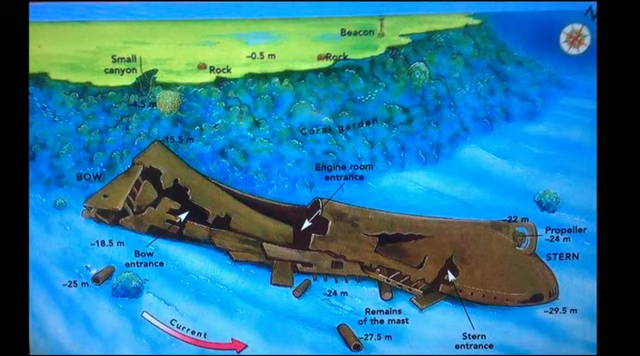 N
Beacon
Small
canyon
Rock
-0.5 m
Rock
-4.5 m
Coral garden
15.5 m
Engine room
entrance
BOW
-22 m
Propeller
-24 m
-18.5 m
Bow
entrance
STERN
-25 m
-24 m
-29.5 m
Remains
of the mast
Current
-27.5 m
Stern
entrance